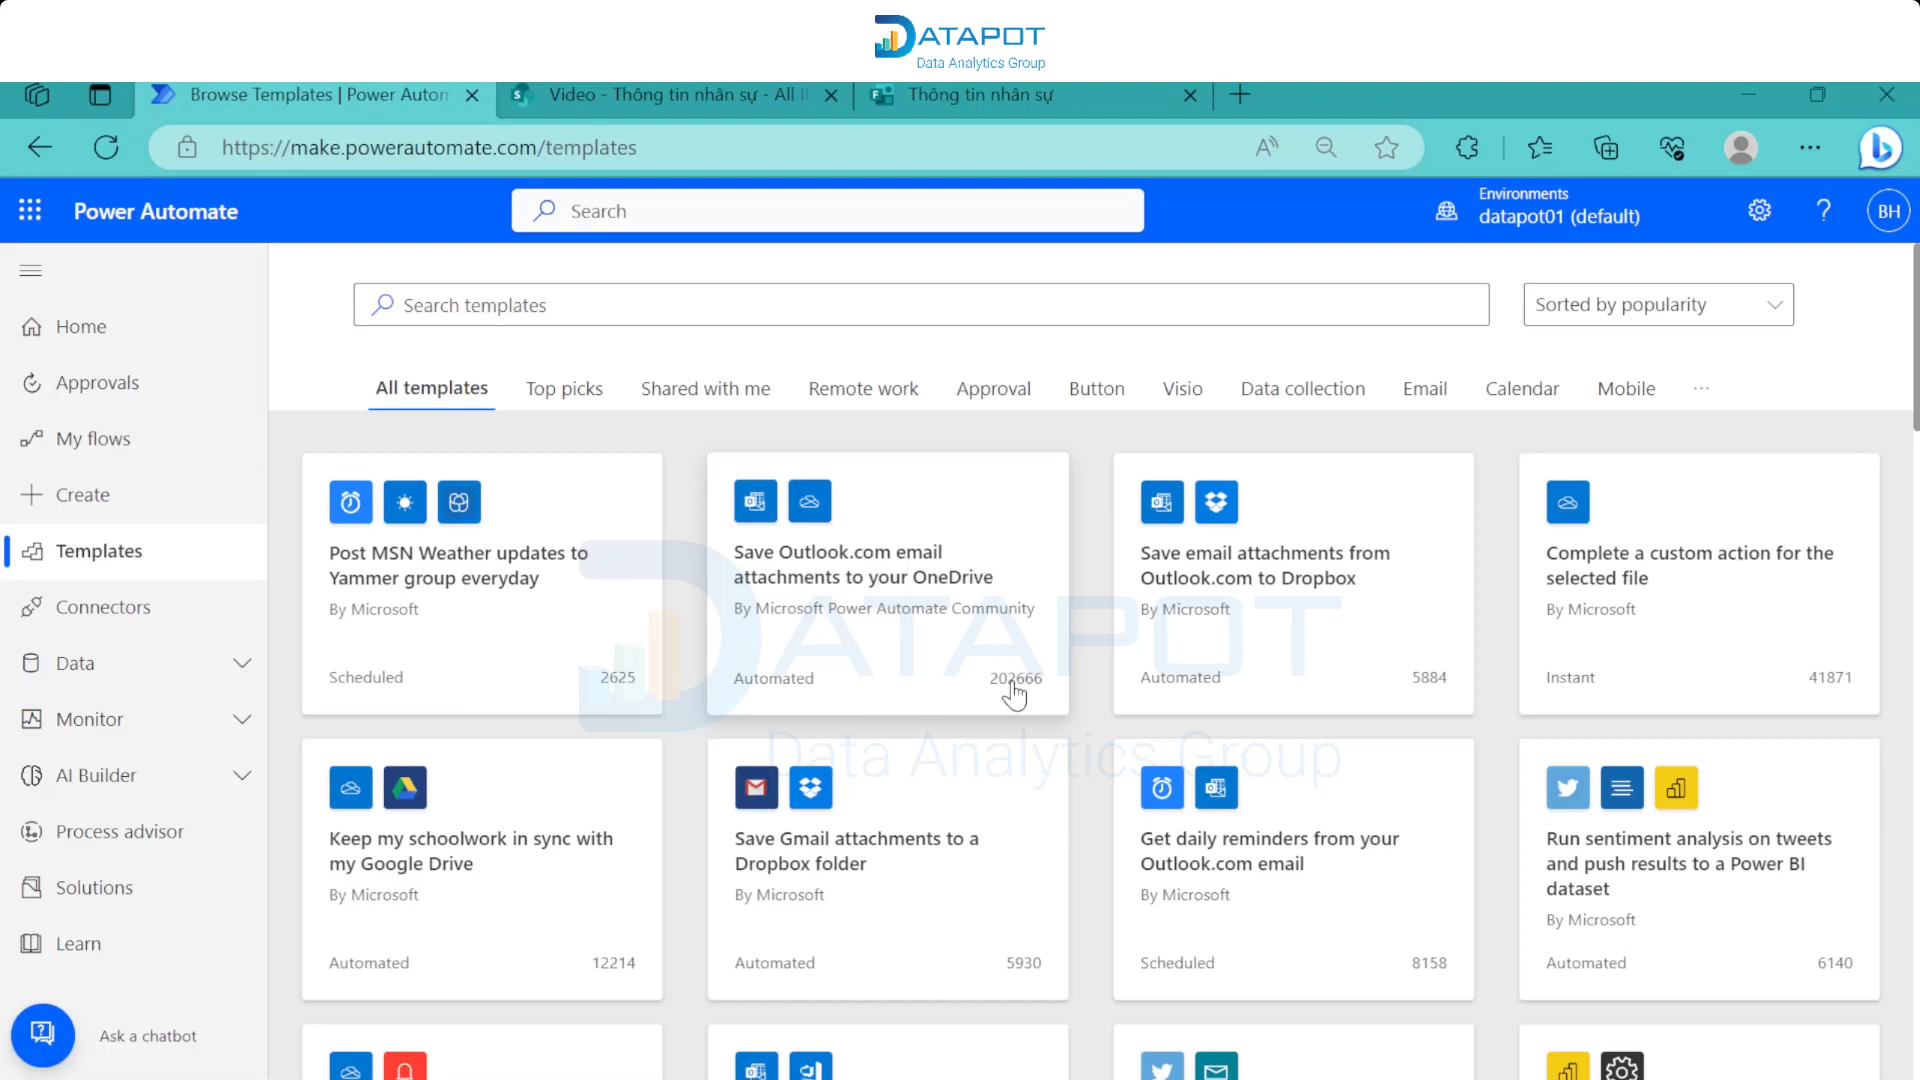 DATAPOT
Data Analytics Group
Browse Templates | Power Autom
Video - Thông tin nhân sự - All It
Thông tin nhân sự
https://make.powerautomate.com/templates
Power Automate
Search
Environments
datapot01 (default)
BH
Search templates
Sorted by popularity
Home
Approvals
My flows
Create
Templates
Connectors
Data
Monitor
AI Builder
Process advisor
Solutions
Learn
Ask a chatbot
All templates
Top picks
Shared with me
Remote work
Approval
Button
Visio
Data collection
Email
Calendar
Mobile
Post MSN Weather updates to
Yammer group everyday
By Microsoft
Scheduled 2625
Save Outlook.com email
attachments to your OneDrive
By Microsoft Power Automate Community
Automated 202666
Save email attachments from
Outlook.com to Dropbox
By Microsoft
Automated 5884
Complete a custom action for the
selected file
By Microsoft
Instant 41871
DATAPOT
Data Analytics Group
Keep my schoolwork in sync with
my Google Drive
By Microsoft
Automated 12214
Save Gmail attachments to a
Dropbox folder
By Microsoft
Automated 5930
Get daily reminders from your
Outlook.com email
By Microsoft
Scheduled 8158
Run sentiment analysis on tweets
and push results to a Power BI
dataset
By Microsoft
Automated 6140